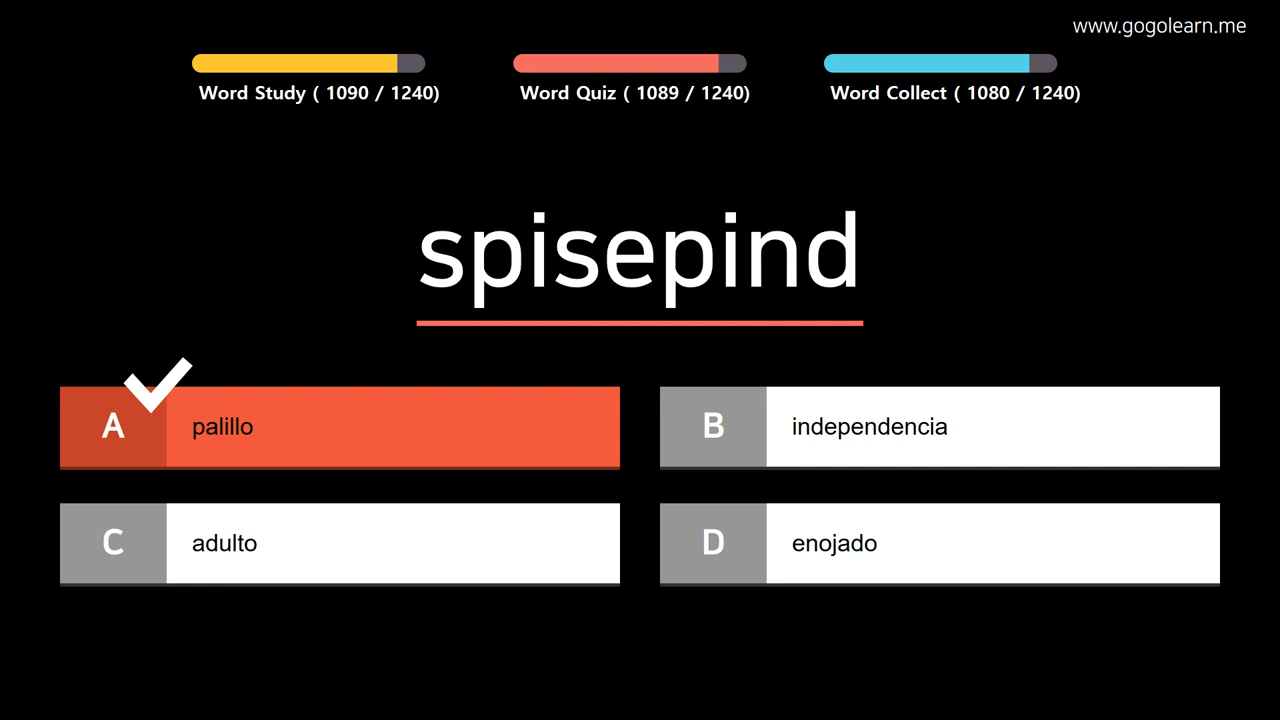 www.gogolearn.me
Word Study ( 1090 / 1240)
Word Quiz ( 1089 / 1240)
Word Collect ( 1080 / 1240)
spisepind
A palillo
B independencia
C adulto
D enojado